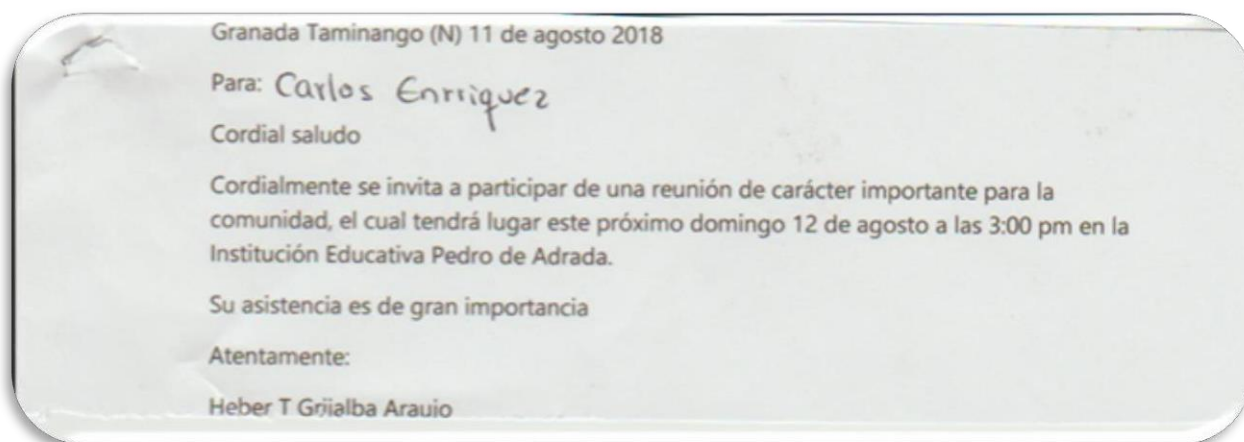 Granada Taminango (N) 11 de agosto 2018
Para: Carlos Enrriquez
Cordial saludo
Cordialmente se invita a participar de una reunión de carácter importante para la
comunidad, el cual tendrá lugar este próximo domingo 12 de agosto a las 3:00 pm en la
Institución Educativa Pedro de Adrada.
Su asistencia es de gran importancia
Atentamente:
Heber T Grijalba Araujo